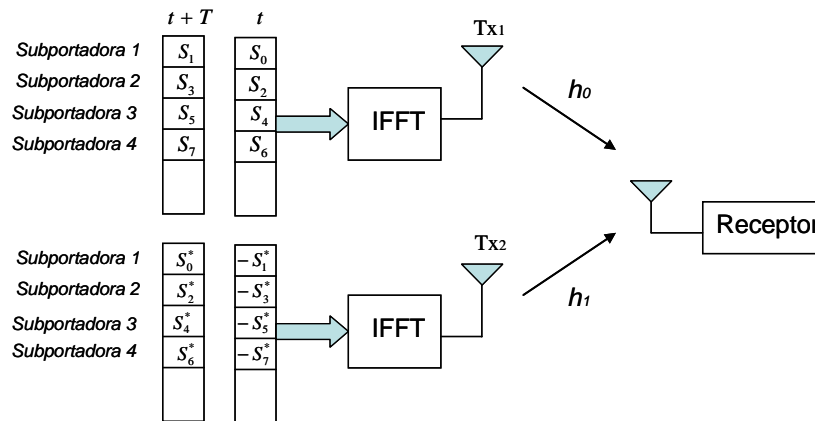 t + T t
Subportadora 1 S₁ S₀
Subportadora 2 S₃ S₂
Subportadora 3 S₅ S₄
Subportadora 4 S₇ S₆
IFFT
Tx₁
h₀
Receptor
Subportadora 1 S₀* −S₁*
Subportadora 2 S₂* −S₃*
Subportadora 3 S₄* −S₅*
Subportadora 4 S₆* −S₇*
IFFT
Tx₂
h₁